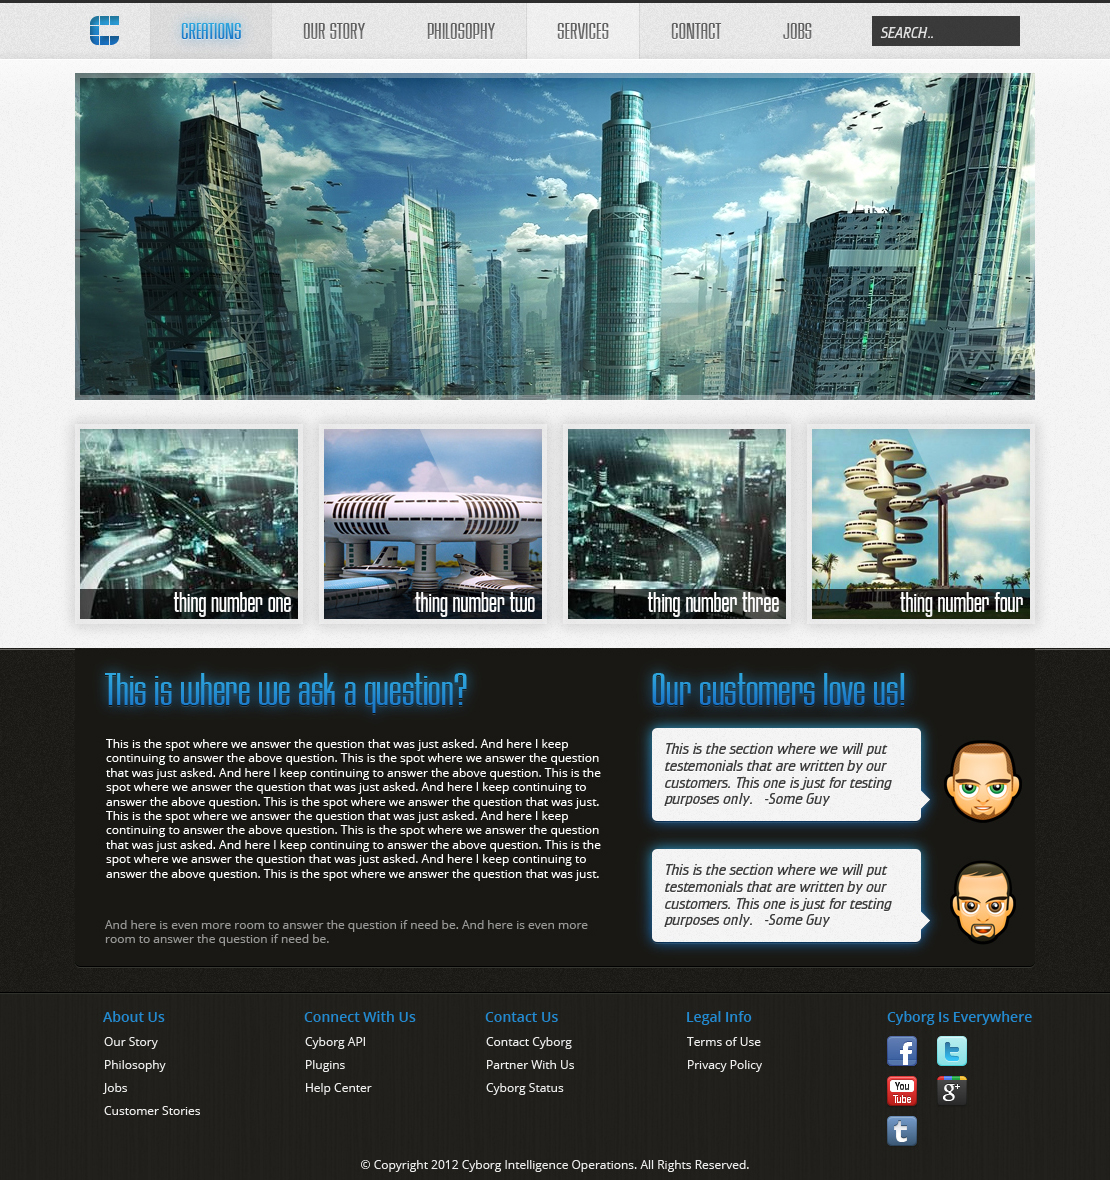 CREATIONS OUR STORY PHILOSOPHY SERVICES CONTACT JOBS SEARCH..
thing number one
thing number two
thing number three
thing number four
This is where we ask a question?
This is the spot where we answer the question that was just asked. And here I keep
continuing to answer the above question. This is the spot where we answer the question
that was just asked. And here I keep continuing to answer the above question. This is the
spot where we answer the question that was just asked. And here I keep continuing to
answer the above question. This is the spot where we answer the question that was just.
This is the spot where we answer the question that was just asked. And here I keep
continuing to answer the above question. This is the spot where we answer the question
that was just asked. And here I keep continuing to answer the above question. This is the
spot where we answer the question that was just asked. And here I keep continuing to
answer the above question. This is the spot where we answer the question that was just.
And here is even more room to answer the question if need be. And here is even more
room to answer the question if need be.
Our customers love us!
This is the section where we will put
testemonials that are written by our
customers. This one is just for testing
purposes only. -Some Guy
This is the section where we will put
testemonials that are written by our
customers. This one is just for testing
purposes only. -Some Guy
About Us
Our Story
Philosophy
Jobs
Customer Stories
Connect With Us
Cyborg API
Plugins
Help Center
Contact Us
Contact Cyborg
Partner With Us
Cyborg Status
Legal Info
Terms of Use
Privacy Policy
Cyborg Is Everywhere
f t
You
Tube
g+
t
© Copyright 2012 Cyborg Intelligence Operations. All Rights Reserved.